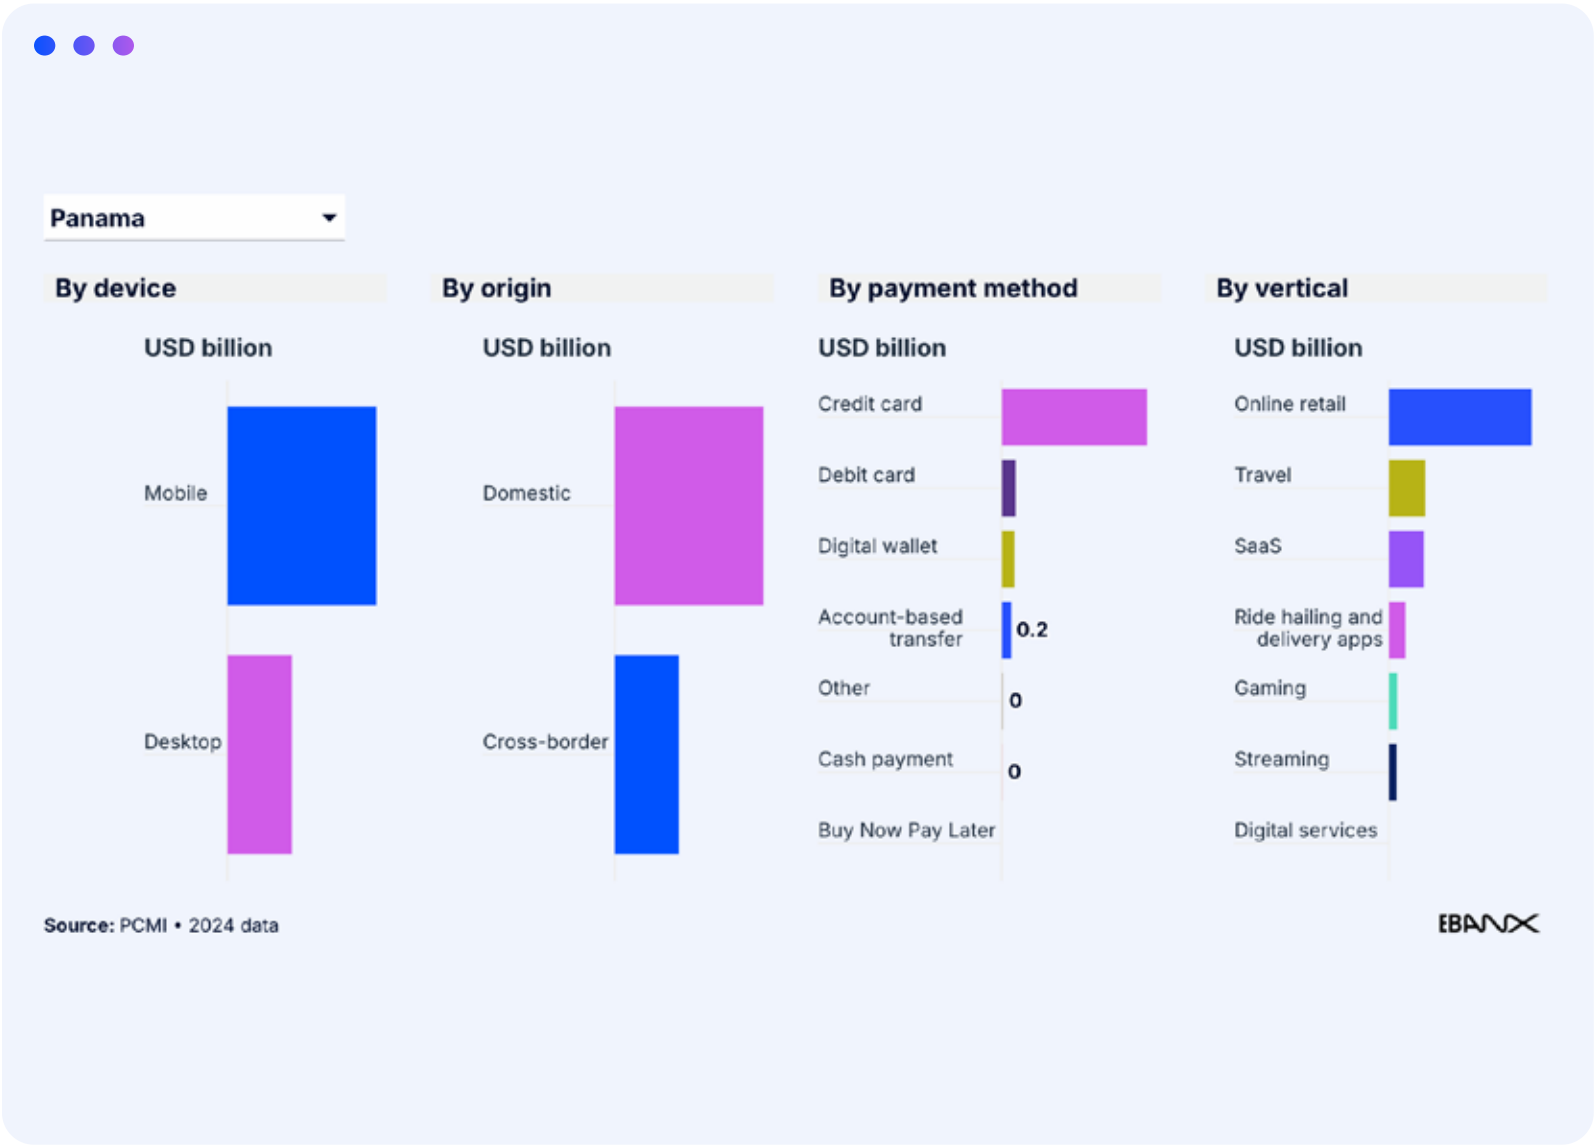 Panama
By device
USD billion
Mobile
Desktop
By origin
USD billion
Domestic
Cross-border
By payment method
USD billion
Credit card
Debit card
Digital wallet
Account-based
transfer
0.2
Other
0
Cash payment
0
Buy Now Pay Later
By vertical
USD billion
Online retail
Travel
SaaS
Ride hailing and
delivery apps
Gaming
Streaming
Digital services
Source: PCMI • 2024 data
EBANX